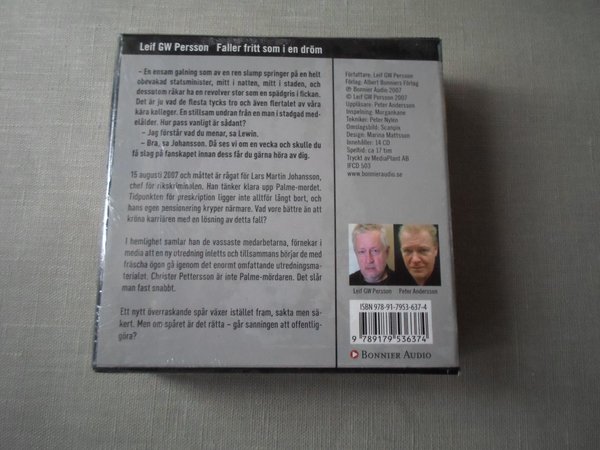 Leif GW Persson Faller fritt som i en dröm
– En ensam galning som av en ren slump springer på en helt
obevakad statsminister, mitt i natten, mitt i staden, och
dessutom råkar ha en revolver stor som en spädgris i fickan.
Det är ju vad de flesta tycks tro och även flertalet av våra
kära kolleger. En stillsam undran från en man i stadgad med-
elålder. Hur pass vanligt är sådant?
– Jag förstår vad du menar, sa Lewin.
– Bra, sa Johansson. Då ses vi om en vecka och skulle du
få slag på fanskapet innan dess får du gärna höra av dig.
15 augusti 2007 och måttet är rågat för Lars Martin Johansson,
chef för rikskriminalen. Han tänker klara upp Palme-mordet.
Tidpunkten för preskription ligger inte alltför långt bort, och
hans egen pensionering kryper närmare. Vad vore bättre än att
kröna karriären med en lösning av detta fall?
I hemlighet samlar han de vassaste medarbetarna, förnekar i
media att en ny utredning inletts och tillsammans börjar de med
fräscha ögon gå igenom det enormt omfattande utredningsma-
terialet. Christer Pettersson är inte Palme-mördaren. Det slår
man fast snabbt.
Ett nytt överraskande spår växer istället fram, sakta men sä-
kert. Men om spåret är det rätta – går sanningen att offentlig-
göra?
Författare: Leif GW Persson
Förlag: Albert Bonniers Förlag
℗ Bonnier Audio 2007
© Leif GW Persson 2007
Uppläsare: Peter Andersson
Inspelning: Murgankane
Tekniker: Peter Nylén
Omslagsbild: Scanpix
Design: Marina Mattsson
Innehåller: 14 CD
Speltid: ca 17 tim
Tryckt av MediaPlant AB
IFCD 503
www.bonnieraudio.se
Leif GW Persson Peter Andersson
ISBN 978-91-7953-637-4
9 789179 536374
BONNIER AUDIO